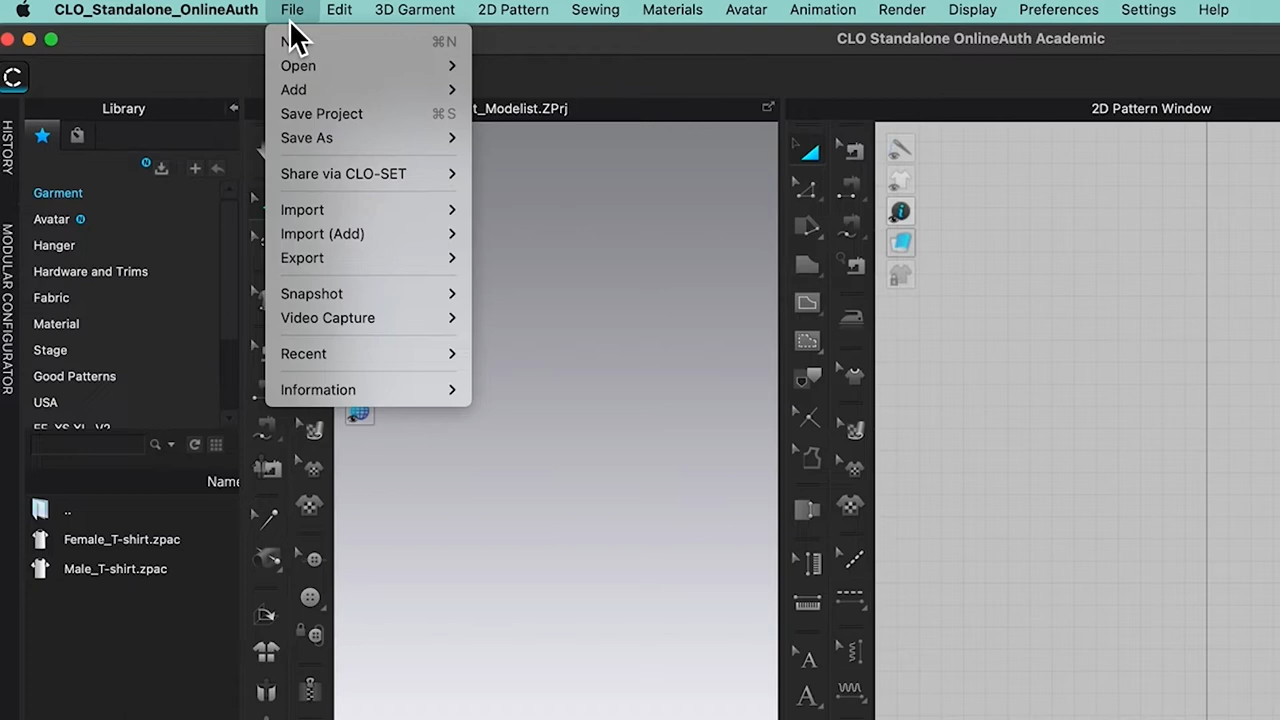 CLO_Standalone_OnlineAuth File Edit 3D Garment 2D Pattern Sewing Materials Avatar Animation Render Display Preferences Settings Help
CLO Standalone OnlineAuth Academic
⌘N
Open
Add
Save Project ⌘S
Save As
Share via CLO-SET
Import
Import (Add)
Export
Snapshot
Video Capture
Recent
Information
HISTORY
MODULAR CONFIGURATOR
Library
t_Modelist.ZPrj
2D Pattern Window
Garment
Avatar N
Hanger
Hardware and Trims
Fabric
Material
Stage
Good Patterns
USA
Name
..
Female_T-shirt.zpac
Male_T-shirt.zpac